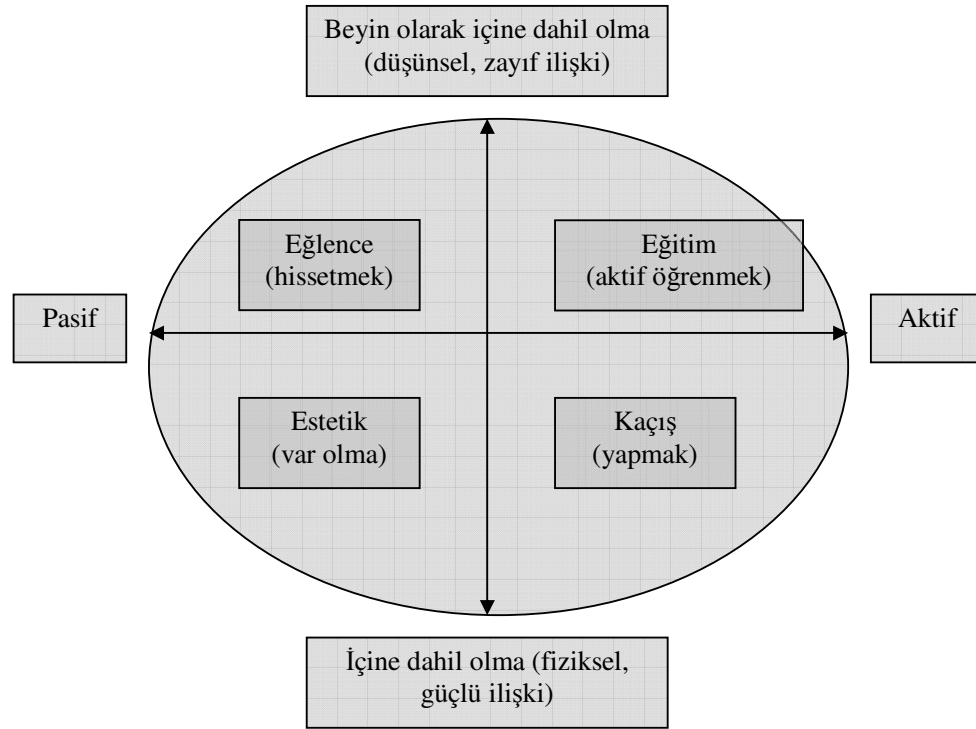 Beyin olarak içine dahil olma
(düşünsel, zayıf ilişki)
Eğlence
(hissetmek)
Eğitim
(aktif öğrenmek)
Pasif
Aktif
Estetik
(var olma)
Kaçış
(yapmak)
İçine dahil olma (fiziksel,
güçlü ilişki)